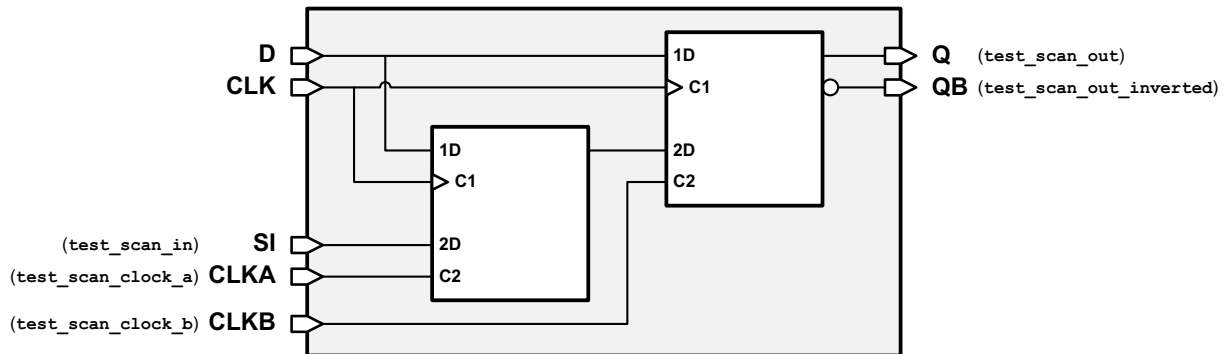 D 1D Q (test_scan_out)
CLK C1 QB (test_scan_out_inverted)
1D 2D
C1 C2
(test_scan_in) SI 2D
(test_scan_clock_a) CLKA C2
(test_scan_clock_b) CLKB